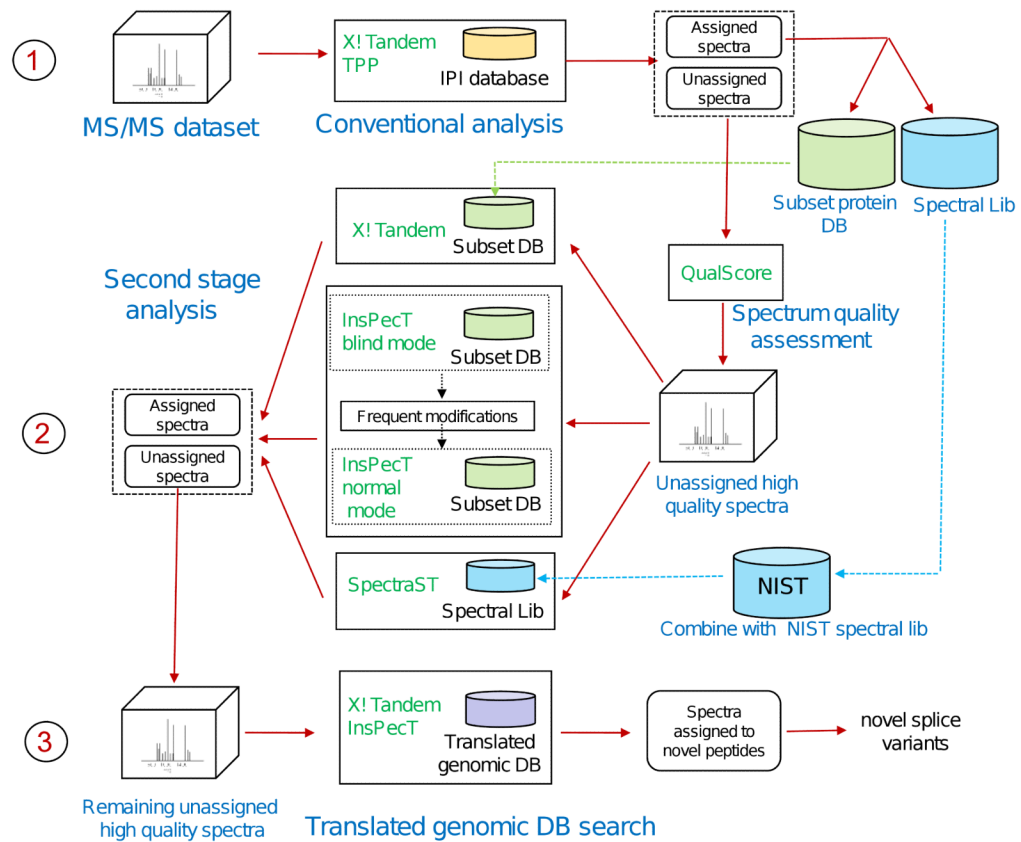 1
MS/MS dataset
X! Tandem
TPP
IPI database
Conventional analysis
Assigned
spectra
Unassigned
spectra
Subset protein
DB
Spectral Lib
X! Tandem
Subset DB
QualScore
Spectrum quality
assessment
Second stage
analysis
InsPecT
blind mode
Subset DB
Frequent modifications
InsPecT
normal
mode
Subset DB
2
Assigned
spectra
Unassigned
spectra
Unassigned high
quality spectra
SpectraST
Spectral Lib
NIST
Combine with NIST spectral lib
3
Remaining unassigned
high quality spectra
X! Tandem
InsPecT
Translated
genomic DB
Translated genomic DB search
Spectra
assigned to
novel peptides
novel splice
variants